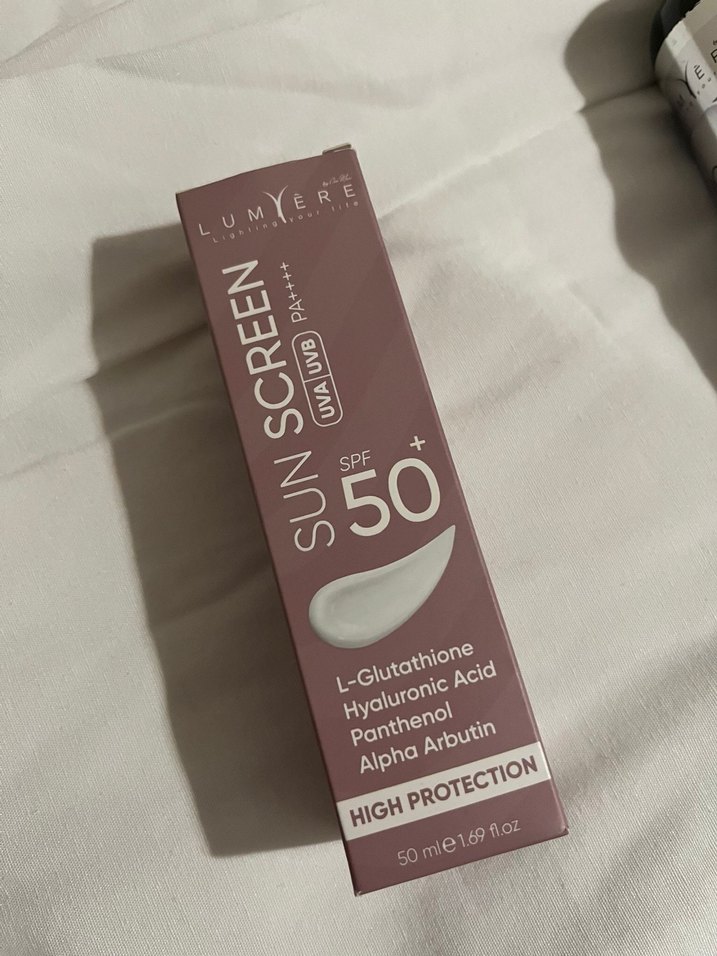 LUMIÈRE
Lighting your life
SUN SCREEN
UVA UVB PA++++
SPF
50+
L-Glutathione
Hyaluronic Acid
Panthenol
Alpha Arbutin
HIGH PROTECTION
50 ml e 1.69 fl.oz